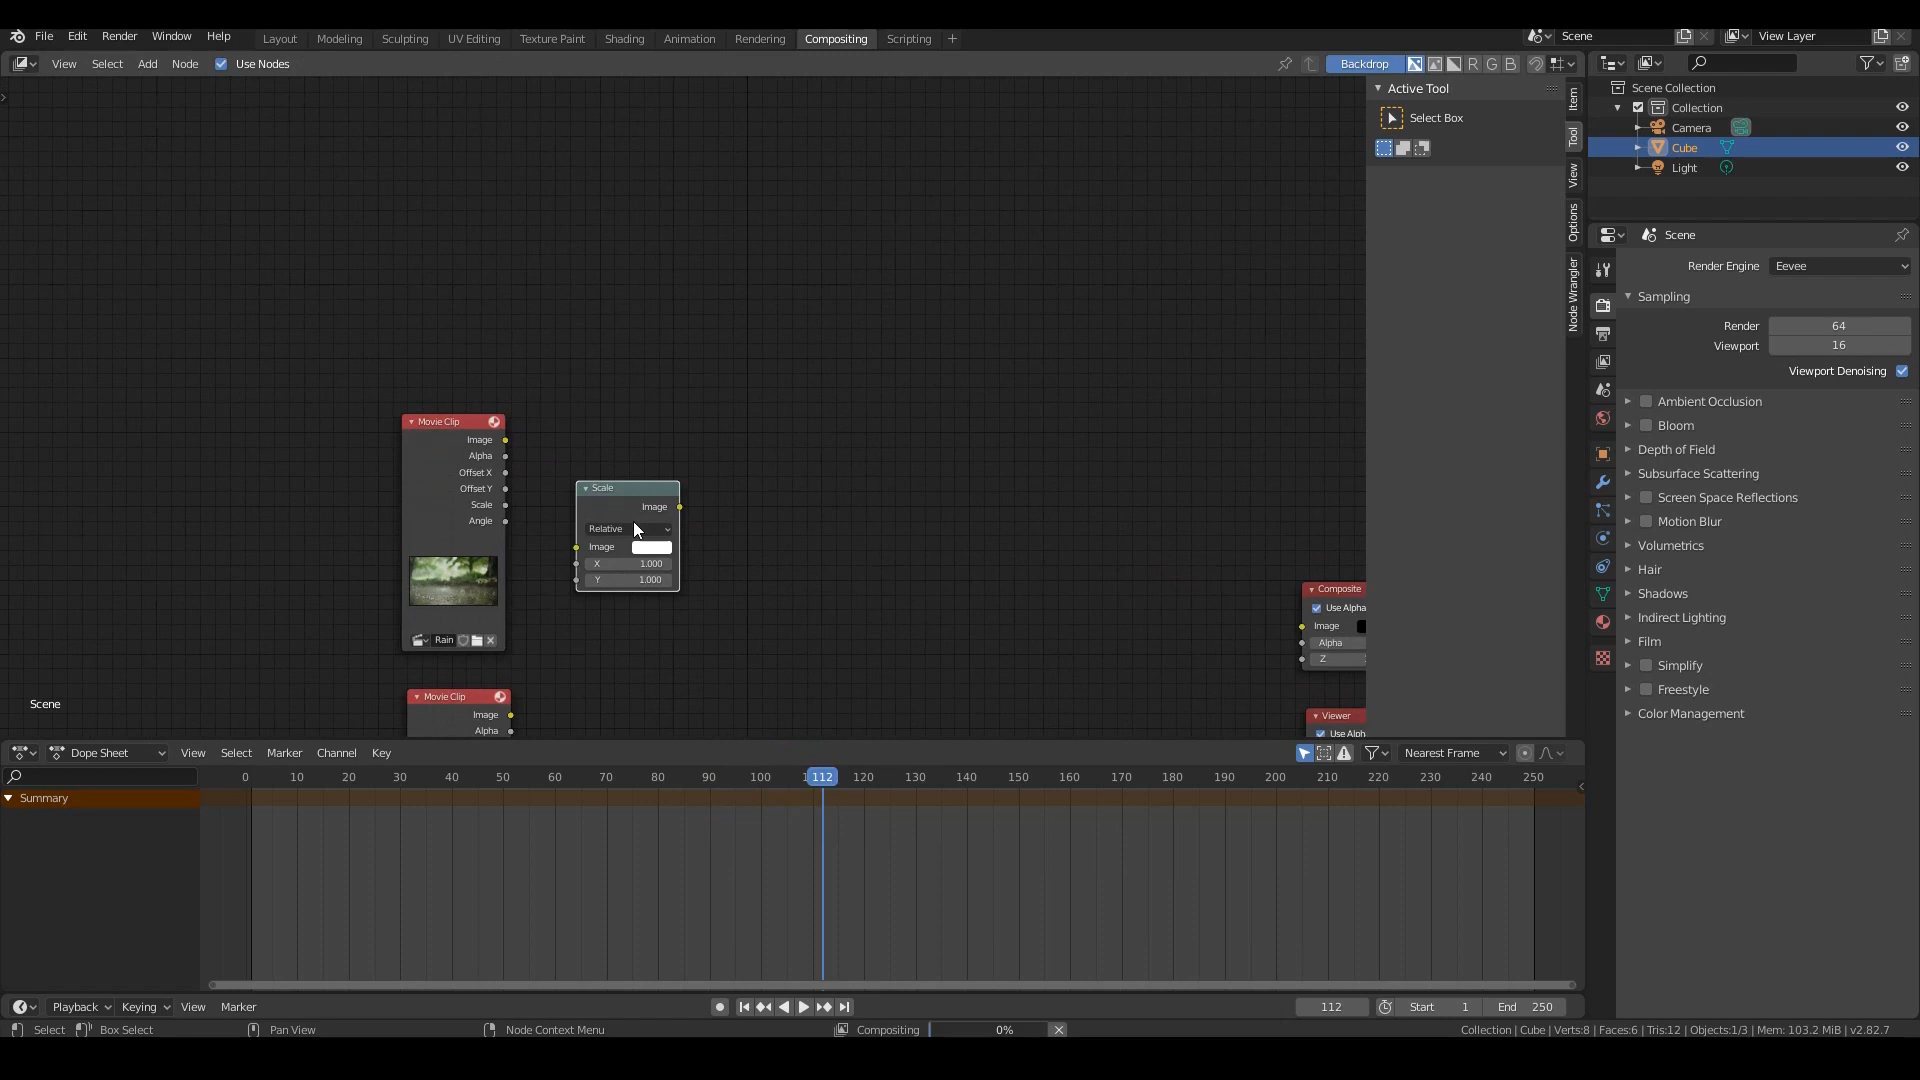 File Edit Render Window Help Layout Modeling Sculpting UV Editing Texture Paint Shading Animation Rendering Compositing Scripting + Scene View Layer
View Select Add Node Use Nodes Backdrop R G B
Active Tool
Select Box
Item
Tool
View
Options
Node Wrangler
Scene Collection
Collection
Camera
Cube
Light
Scene
Render Engine Eevee
Sampling
Render 64
Viewport 16
Viewport Denoising
Ambient Occlusion
Bloom
Depth of Field
Subsurface Scattering
Screen Space Reflections
Motion Blur
Volumetrics
Hair
Shadows
Indirect Lighting
Film
Simplify
Freestyle
Color Management
Movie Clip
Image
Alpha
Offset X
Offset Y
Scale
Angle
Rain
Scale
Image
Relative
Image
X 1.000
Y 1.000
Movie Clip
Image
Alpha
Composite
Use Alpha
Image
Alpha
Z
Viewer
Use Alph
Scene
Dope Sheet View Select Marker Channel Key Nearest Frame
0 10 20 30 40 50 60 70 80 90 100 112 120 130 140 150 160 170 180 190 200 210 220 230 240 250
Summary
Playback Keying View Marker 112 Start 1 End 250
Select Box Select Pan View Node Context Menu Compositing 0% Collection | Cube | Verts:8 | Faces:6 | Tris:12 | Objects:1/3 | Mem: 103.2 MiB | v2.82.7